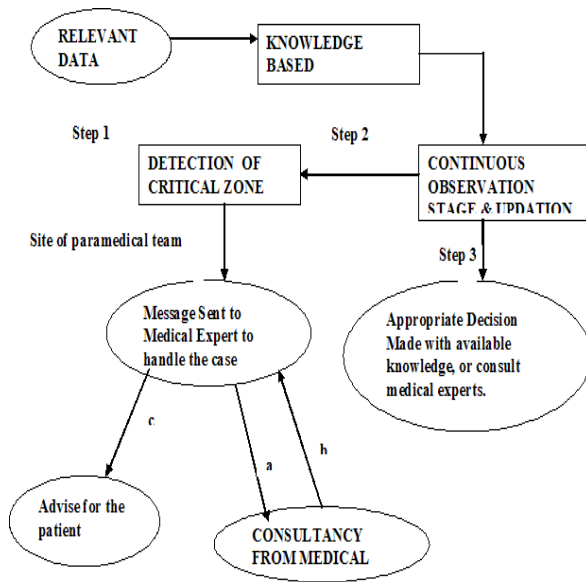 RELEVANT
DATA
KNOWLEDGE
BASED
Step 1
Step 2
DETECTION OF
CRITICAL ZONE
CONTINUOUS
OBSERVATION
STAGE & UPDATION
Site of paramedical team
Step 3
Message Sent to
Medical Expert to
handle the case
Appropriate Decision
Made with available
knowledge, or consult
medical experts.
c
a
b
Advise for the
patient
CONSULTANCY
FROM MEDICAL